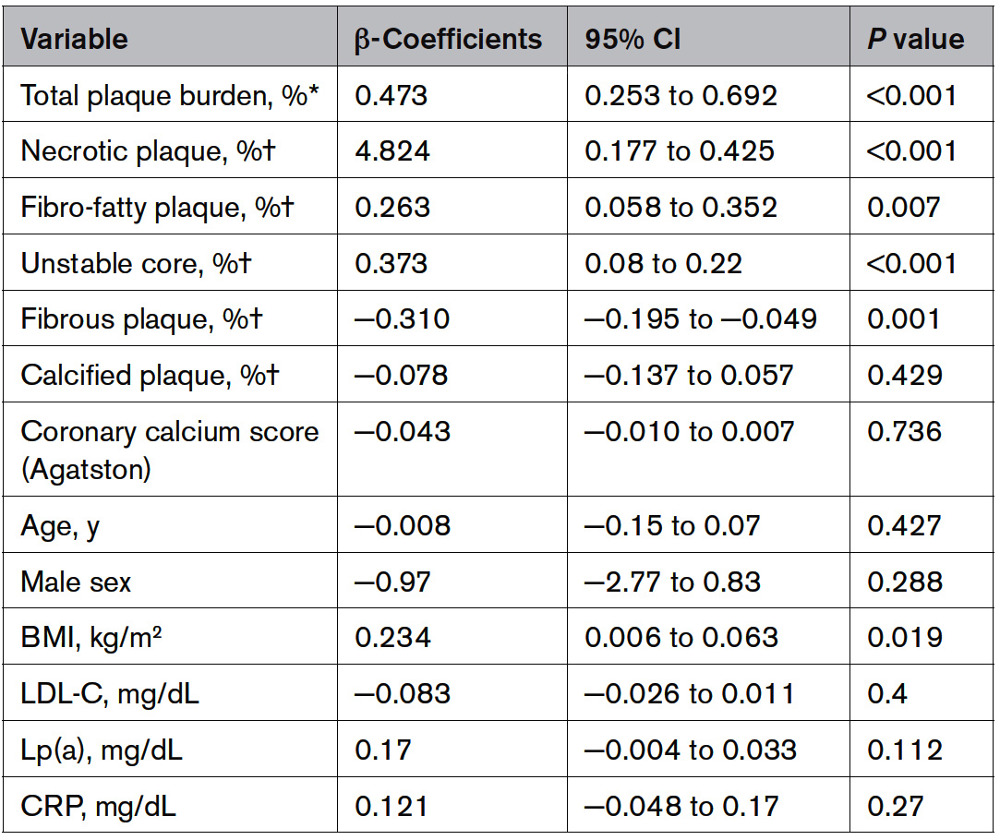 Variable β-Coefficients 95% CI P value
Total plaque burden, %* 0.473 0.253 to 0.692 <0.001
Necrotic plaque, %† 4.824 0.177 to 0.425 <0.001
Fibro-fatty plaque, %† 0.263 0.058 to 0.352 0.007
Unstable core, %† 0.373 0.08 to 0.22 <0.001
Fibrous plaque, %† −0.310 −0.195 to −0.049 0.001
Calcified plaque, %† −0.078 −0.137 to 0.057 0.429
Coronary calcium score −0.043 −0.010 to 0.007 0.736
(Agatston)
Age, y −0.008 −0.15 to 0.07 0.427
Male sex −0.97 −2.77 to 0.83 0.288
BMI, kg/m² 0.234 0.006 to 0.063 0.019
LDL-C, mg/dL −0.083 −0.026 to 0.011 0.4
Lp(a), mg/dL 0.17 −0.004 to 0.033 0.112
CRP, mg/dL 0.121 −0.048 to 0.17 0.27